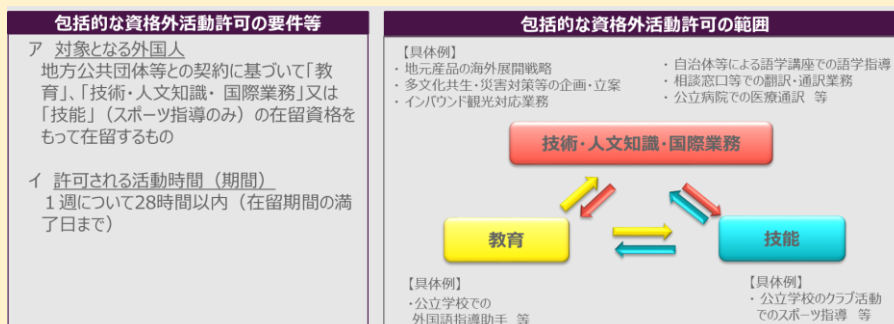 包括的な資格外活動許可の要件等
ア 対象となる外国人
地方公共団体等との契約に基づいて「教
育」、「技術・人文知識・国際業務」又は
「技能」（スポーツ指導のみ）の在留資格を
もって在留するもの
イ 許可される活動時間（期間）
１週について28時間以内（在留期間の満
了日まで）
包括的な資格外活動許可の範囲
【具体例】
・地元産品の海外展開戦略
・多文化共生・災害対策等の企画・立案
・インバウンド観光対応業務
・自治体等による語学講座での語学指導
・相談窓口等での翻訳・通訳業務
・公立病院での医療通訳 等
技術・人文知識・国際業務
教育
技能
【具体例】
・公立学校での
外国語指導助手 等
【具体例】
・公立学校のクラブ活動
でのスポーツ指導 等